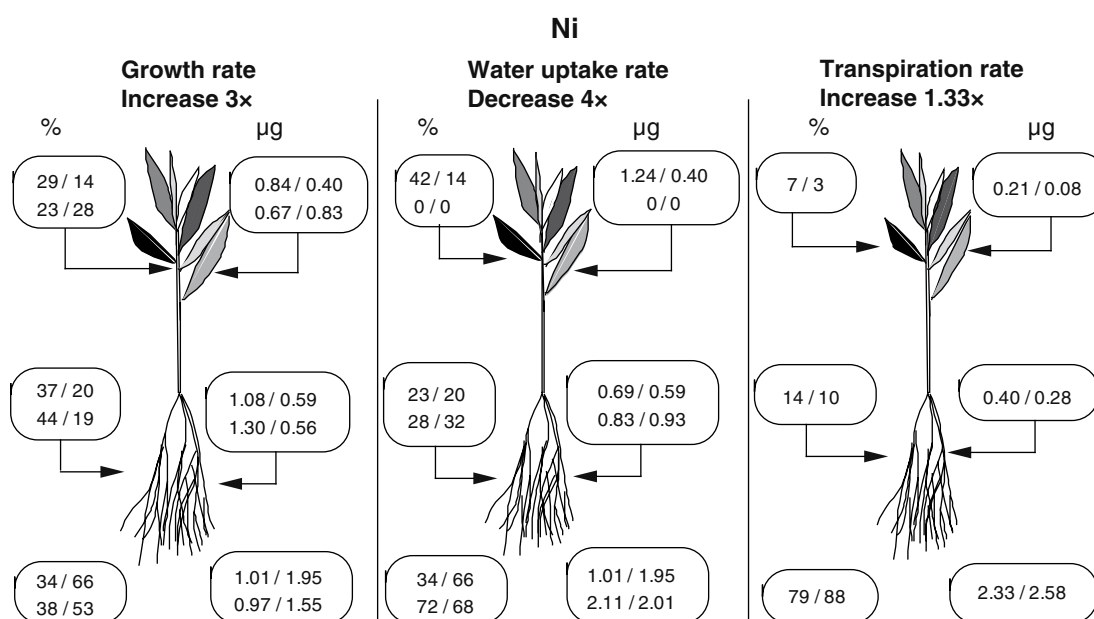 Ni
Growth rate
Increase 3×
% µg
29 / 14
23 / 28
0.84 / 0.40
0.67 / 0.83
37 / 20
44 / 19
1.08 / 0.59
1.30 / 0.56
34 / 66
38 / 53
1.01 / 1.95
0.97 / 1.55
Water uptake rate
Decrease 4×
% µg
42 / 14
0 / 0
1.24 / 0.40
0 / 0
23 / 20
28 / 32
0.69 / 0.59
0.83 / 0.93
34 / 66
72 / 68
1.01 / 1.95
2.11 / 2.01
Transpiration rate
Increase 1.33×
% µg
7 / 3
0.21 / 0.08
14 / 10
0.40 / 0.28
79 / 88
2.33 / 2.58